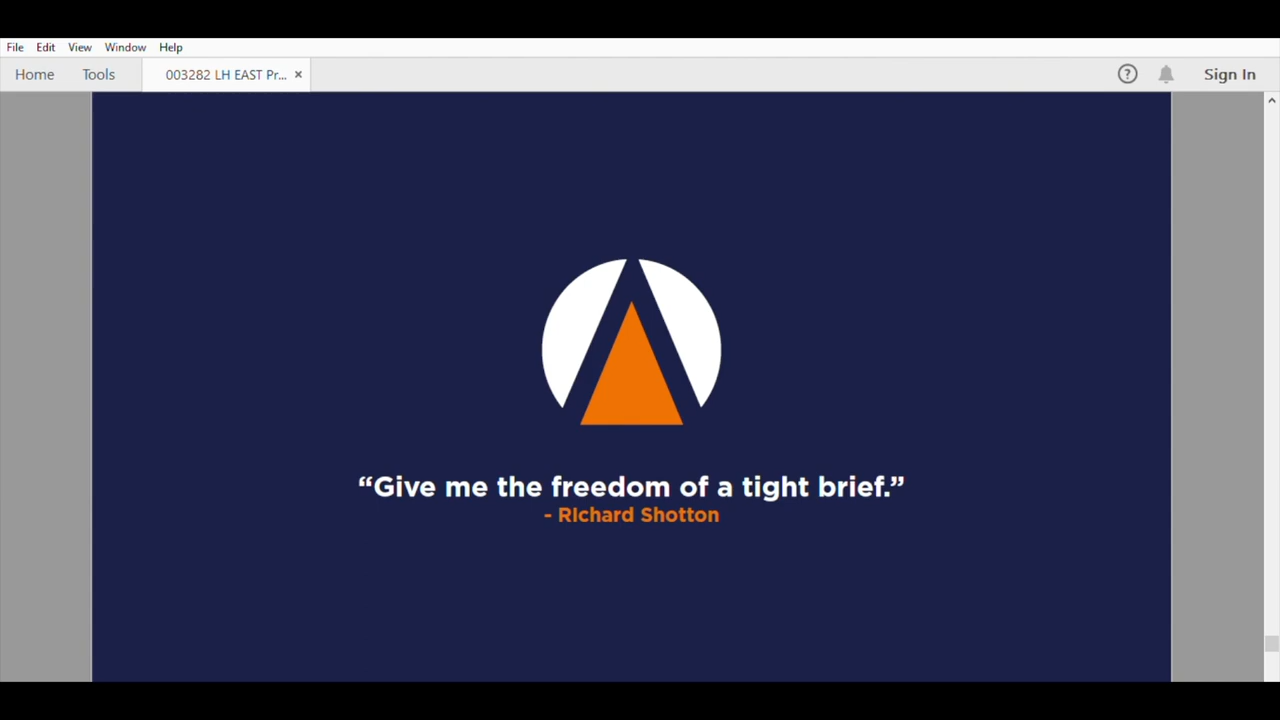 File Edit View Window Help
Home Tools 003282 LH EAST Pr... × ? Sign In
“Give me the freedom of a tight brief.”
- RIchard Shotton